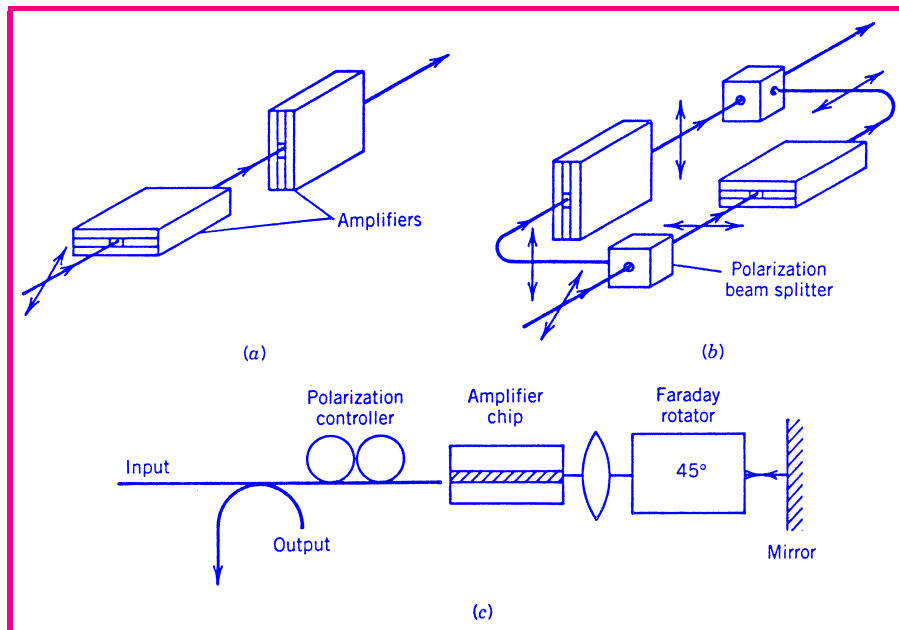 Amplifiers
Polarization
beam splitter
(a)
(b)
Polarization
controller
Amplifier
chip
Faraday
rotator
Input
45°
Output
Mirror
(c)